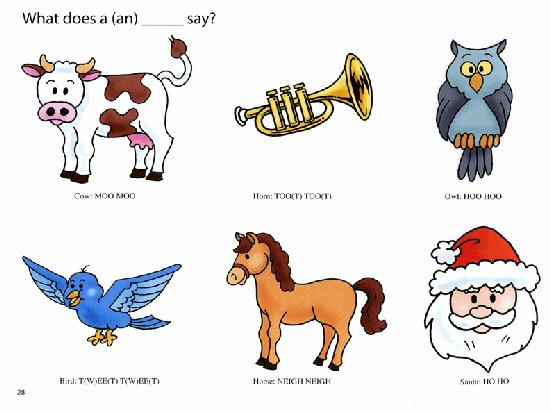 What does a (an) ______ say?
Cow: MOO MOO
Horn: TOO(T) TOO(T)
Owl: HOO HOO
Bird: T(W)EE(T) T(W)EE(T)
Horse: NEIGH NEIGH
Santa: HO HO
28